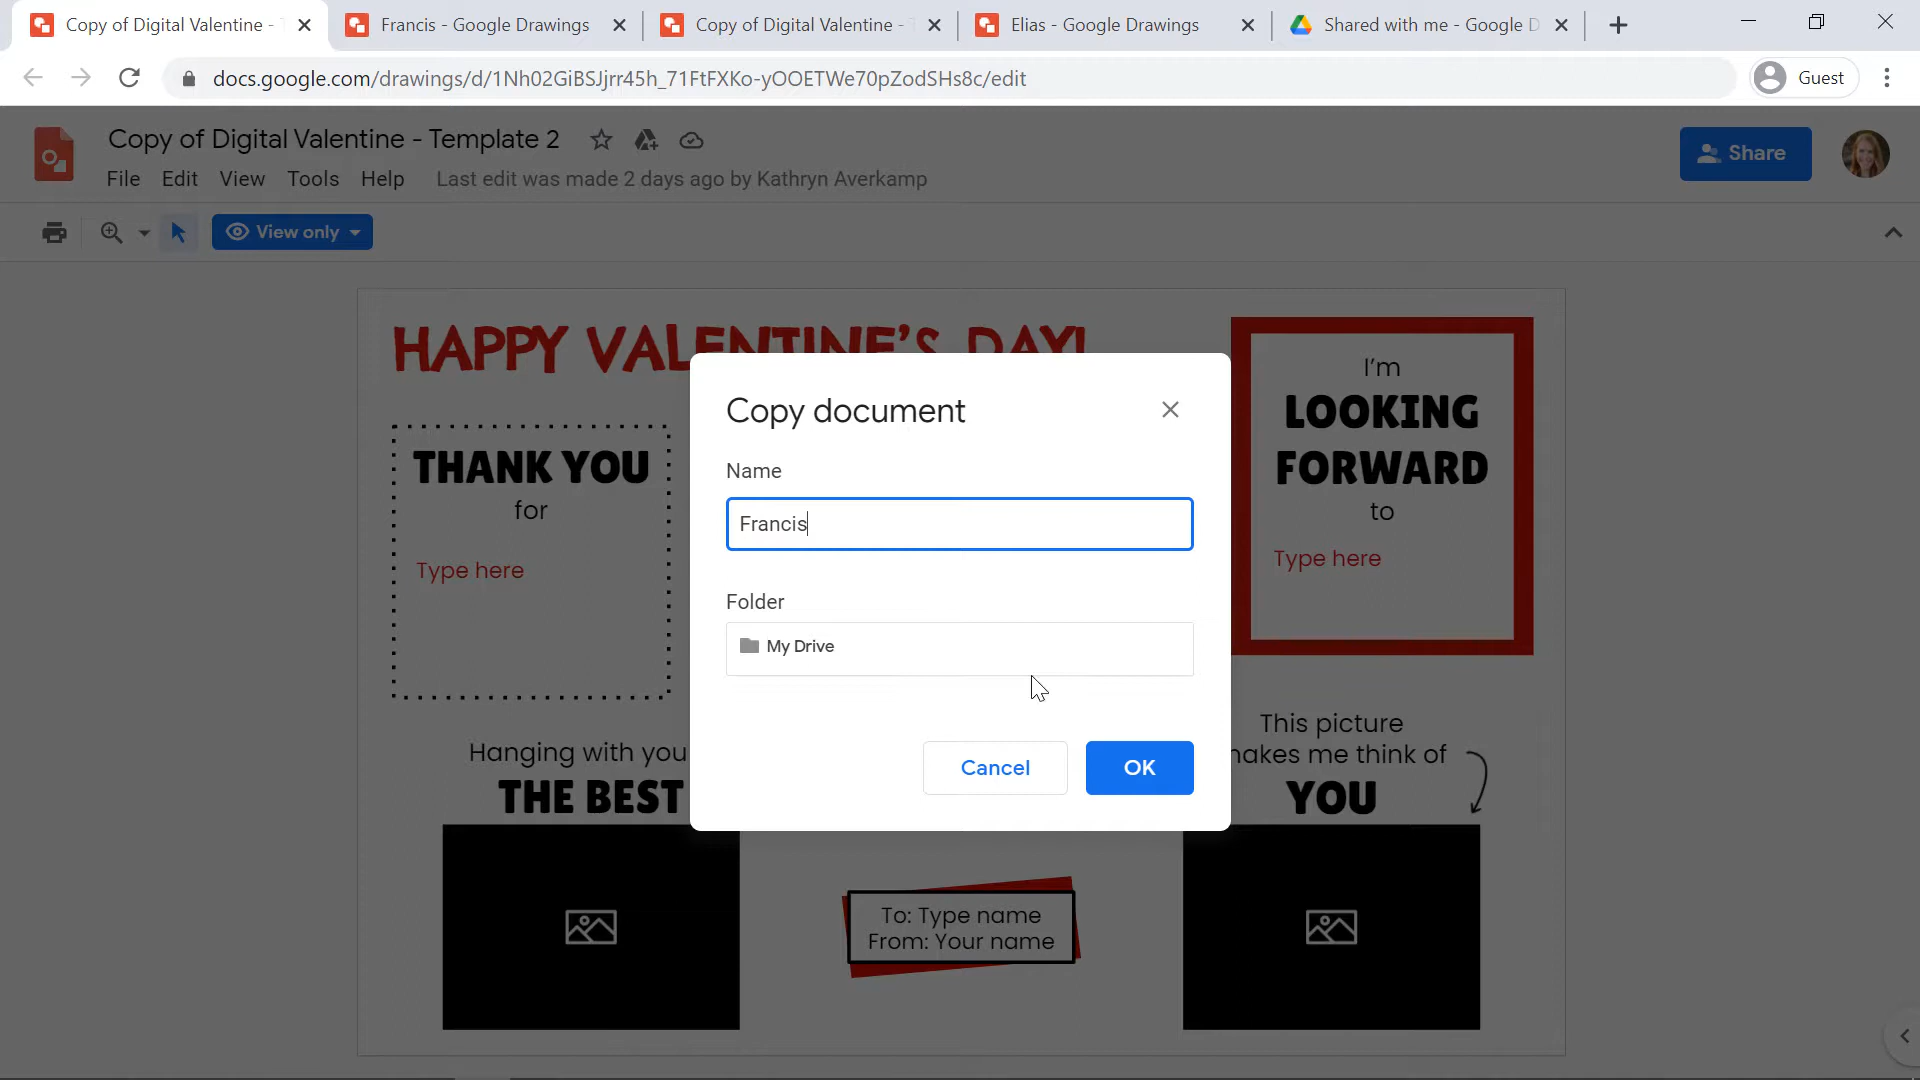 Copy of Digital Valentine -
Francis - Google Drawings
Copy of Digital Valentine -
Elias - Google Drawings
Shared with me - Google D
docs.google.com/drawings/d/1Nh02GiBSJjrr45h_71FtFXKo-yOOETWe70pZodSHs8c/edit
Guest
Copy of Digital Valentine - Template 2
File Edit View Tools Help Last edit was made 2 days ago by Kathryn Averkamp
Share
View only
HAPPY VALENTINE'S DAY!
THANK YOU
for
Type here
I'm
LOOKING
FORWARD
to
Type here
Copy document
Name
Francis
Folder
My Drive
Cancel
OK
Hanging with you
THE BEST
This picture
makes me think of
YOU
To: Type name
From: Your name